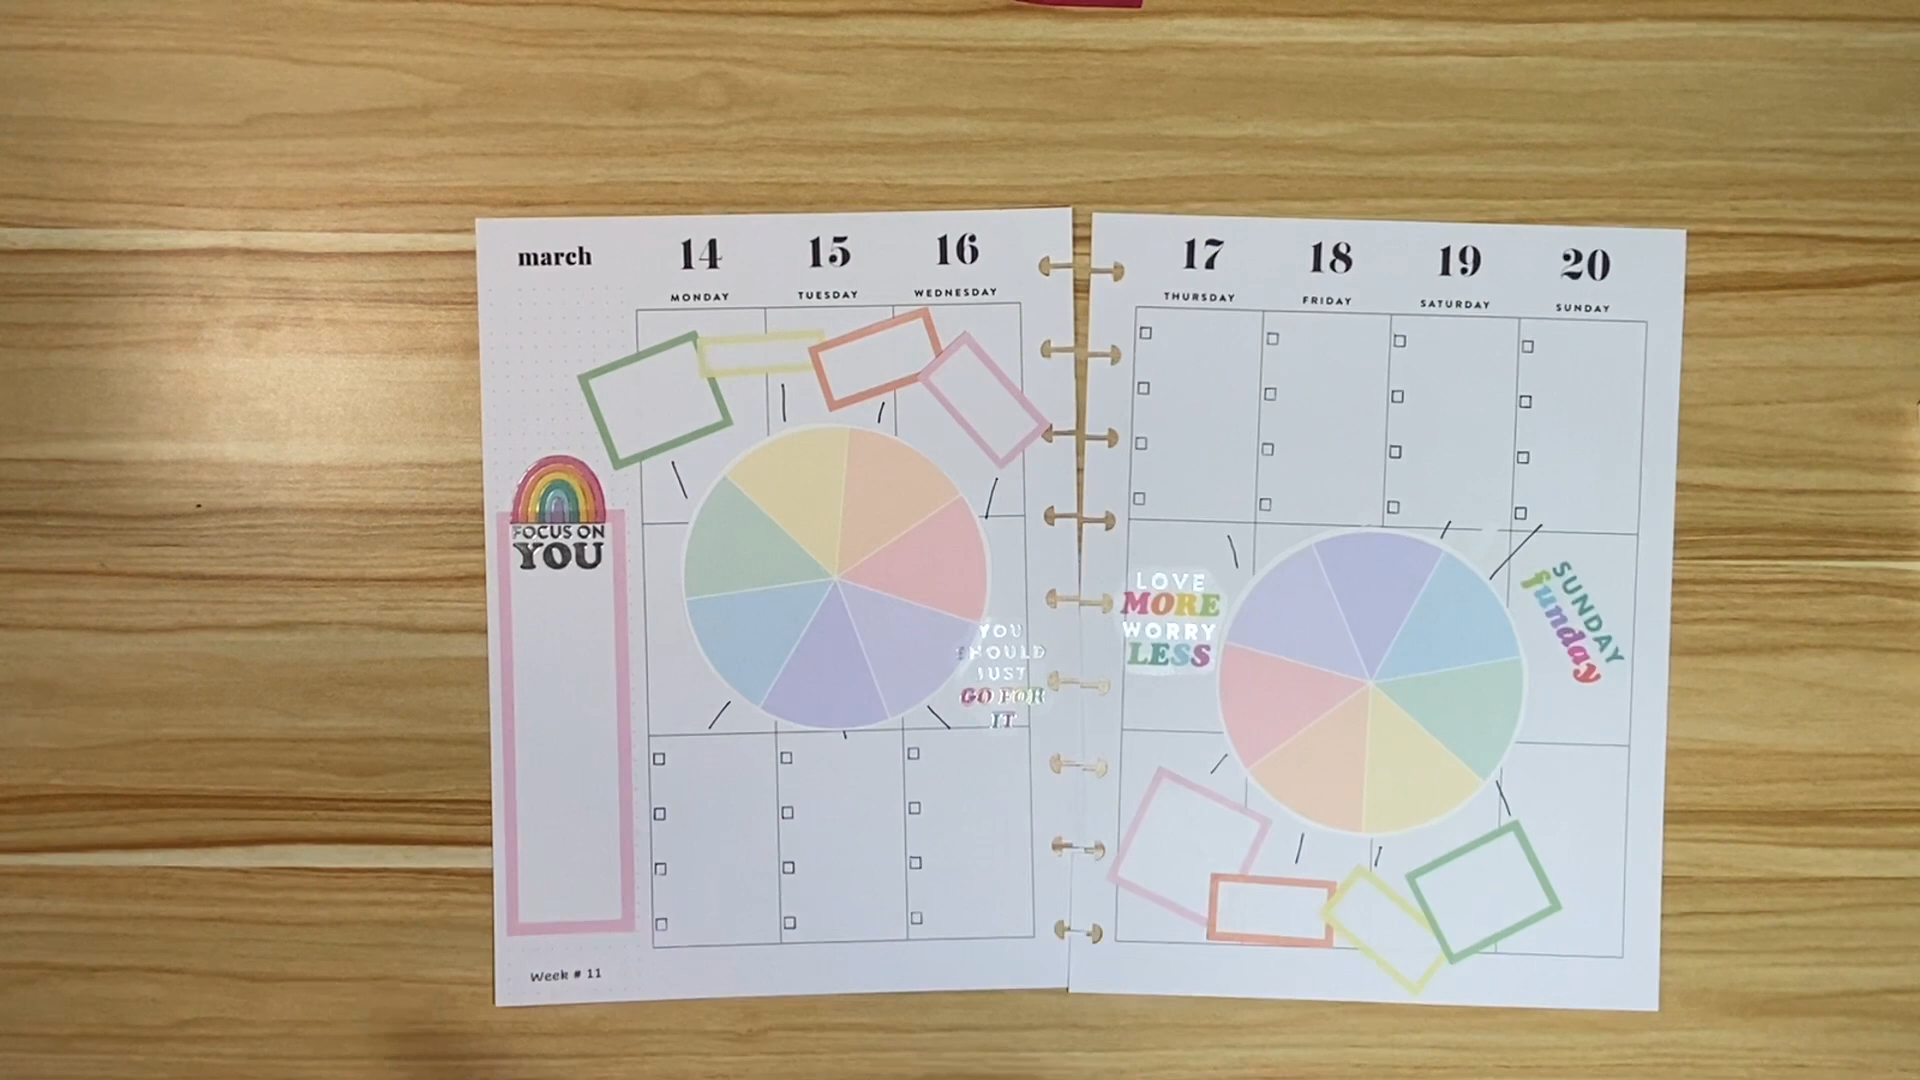 march
14
15
16
MONDAY
TUESDAY
WEDNESDAY
FOCUS ON
YOU
YOU
SHOULD
JUST
GO FOR
IT
Week # 11
17
18
19
20
THURSDAY
FRIDAY
SATURDAY
SUNDAY
LOVE
MORE
WORRY
LESS
SUNDAY
funday